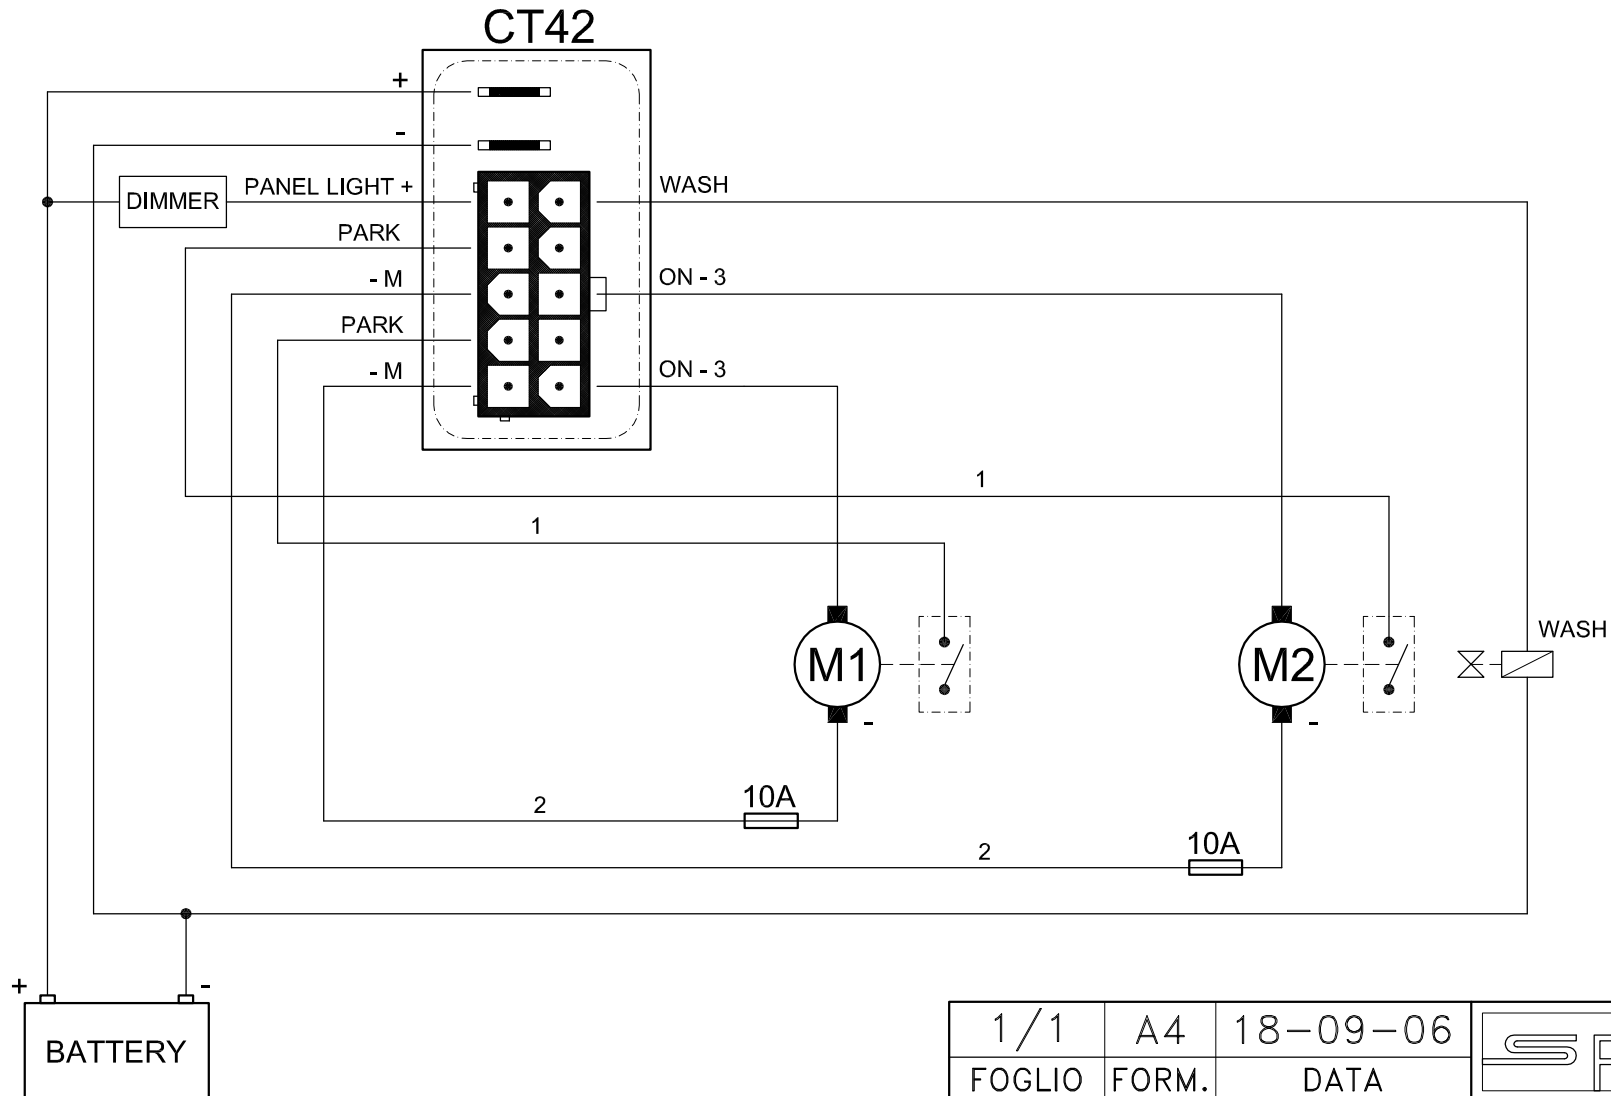 CT42
+
-
PANEL LIGHT +
WASH
DIMMER
PARK
- M
ON - 3
PARK
- M
ON - 3
1
1
WASH
M1
M2
-
-
10A
2
10A
2
+
-
BATTERY
1/1 A4 18-09-06
FOGLIO FORM. DATA